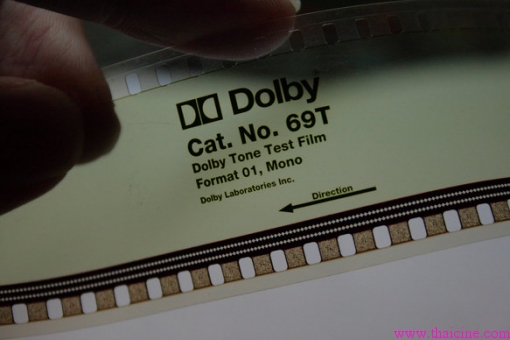 Dolby
Cat. No. 69T
Dolby Tone Test Film
Format 01, Mono
Dolby Laboratories Inc.
Direction
www.thaicine.com